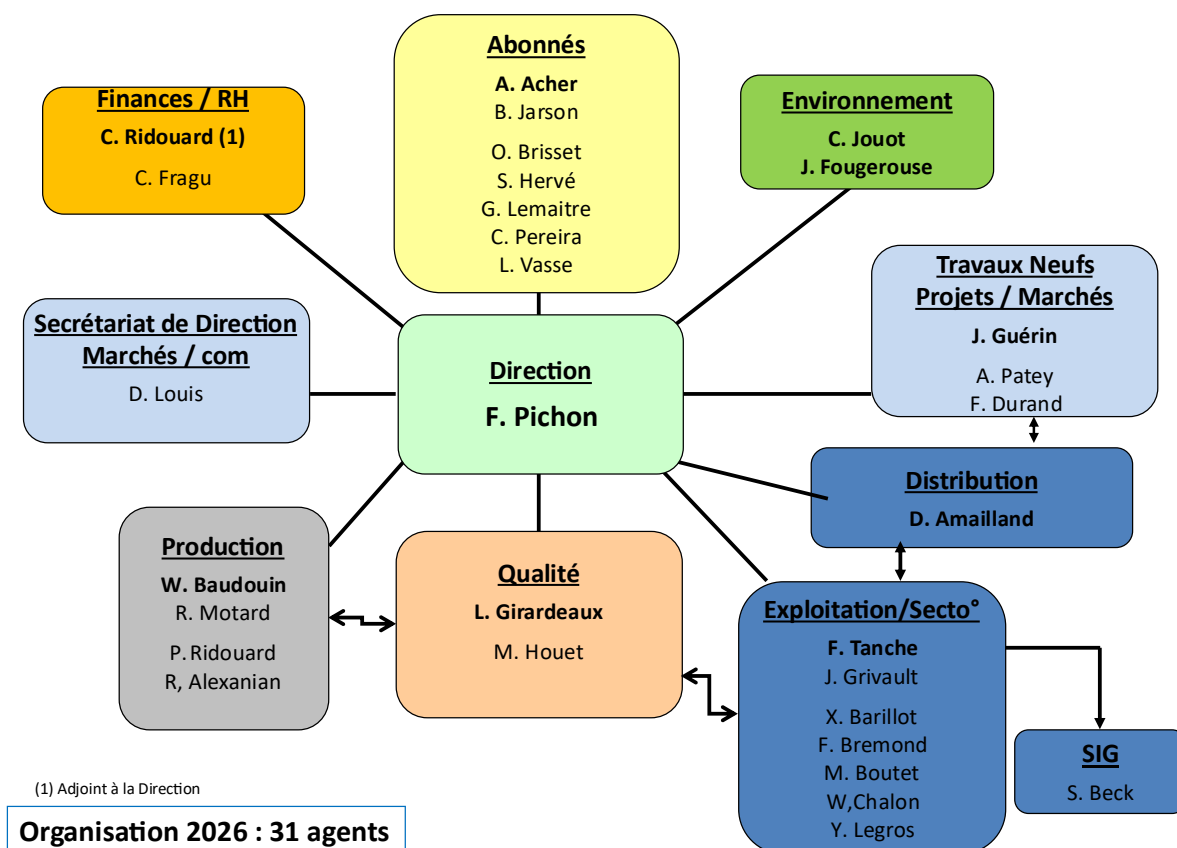 Abonnés
A. Acher
B. Jarson
O. Brisset
S. Hervé
G. Lemaitre
C. Pereira
L. Vasse
Finances / RH
C. Ridouard (1)
C. Fragu
Environnement
C. Jouot
J. Fougerouse
Travaux Neufs
Projets / Marchés
J. Guérin
A. Patey
F. Durand
Secrétariat de Direction
Marchés / com
D. Louis
Direction
F. Pichon
Distribution
D. Amailland
Production
W. Baudouin
R. Motard
P. Ridouard
R, Alexanian
Qualité
L. Girardeaux
M. Houet
Exploitation/Secto°
F. Tanche
J. Grivault
X. Barillot
F. Bremond
M. Boutet
W,Chalon
Y. Legros
SIG
S. Beck
(1) Adjoint à la Direction
Organisation 2026 : 31 agents